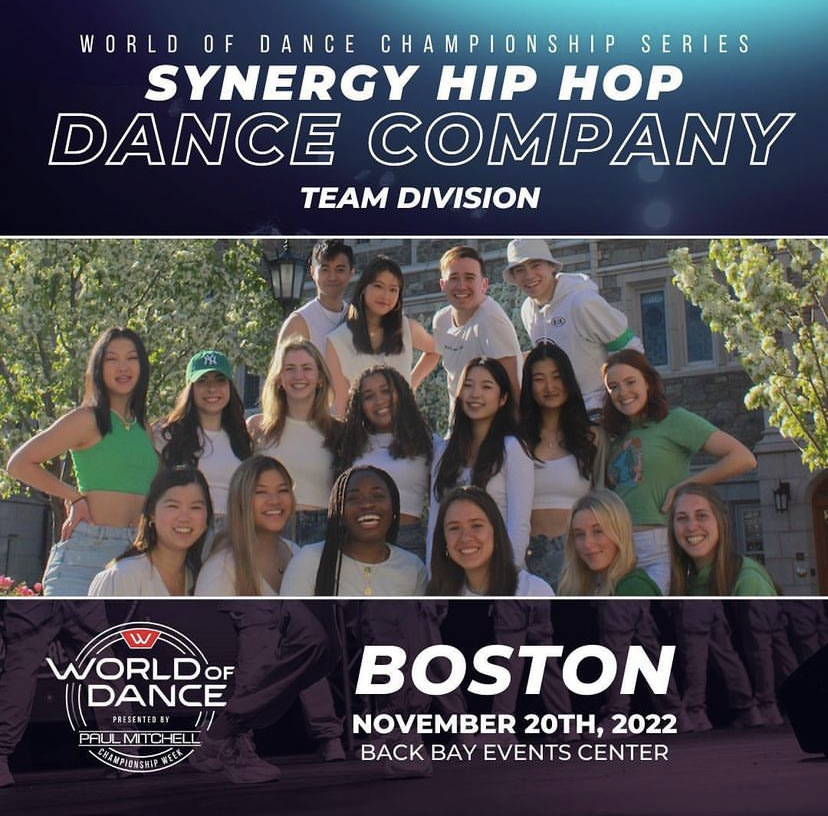 WORLD OF DANCE CHAMPIONSHIP SERIES
SYNERGY HIP HOP
DANCE COMPANY
TEAM DIVISION
NY
W
WORLD OF
DANCE
PRESENTED BY
PAUL MITCHELL
CHAMPIONSHIP WEEK
BOSTON
NOVEMBER 20TH, 2022
BACK BAY EVENTS CENTER